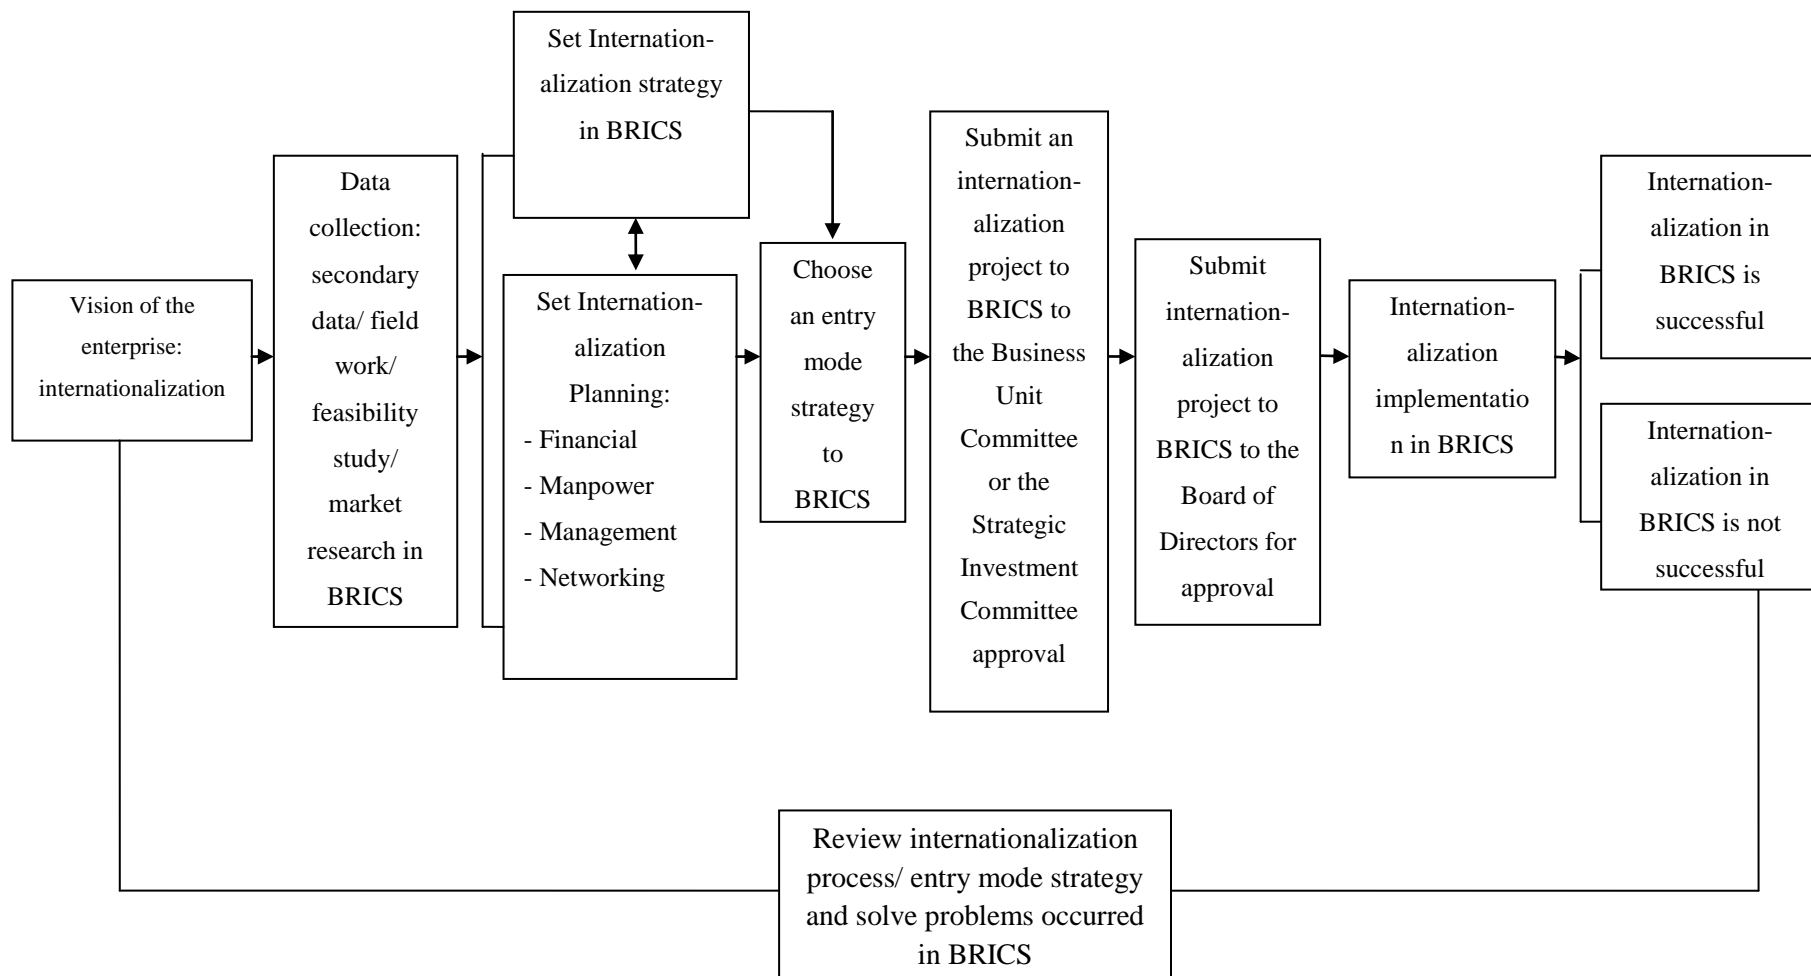 Vision of the
enterprise:
internationalization
Data
collection:
secondary
data/ field
work/
feasibility
study/
market
research in
BRICS
Set Internation-
alization strategy
in BRICS
Set Internation-
alization
Planning:
- Financial
- Manpower
- Management
- Networking
Choose
an entry
mode
strategy
to
BRICS
Submit an
internation-
alization
project to
BRICS to
the Business
Unit
Committee
or the
Strategic
Investment
Committee
approval
Submit
internation-
alization
project to
BRICS to the
Board of
Directors for
approval
Internation-
alization
implementatio
n in BRICS
Internation-
alization in
BRICS is
successful
Internation-
alization in
BRICS is not
successful
Review internationalization
process/ entry mode strategy
and solve problems occurred
in BRICS